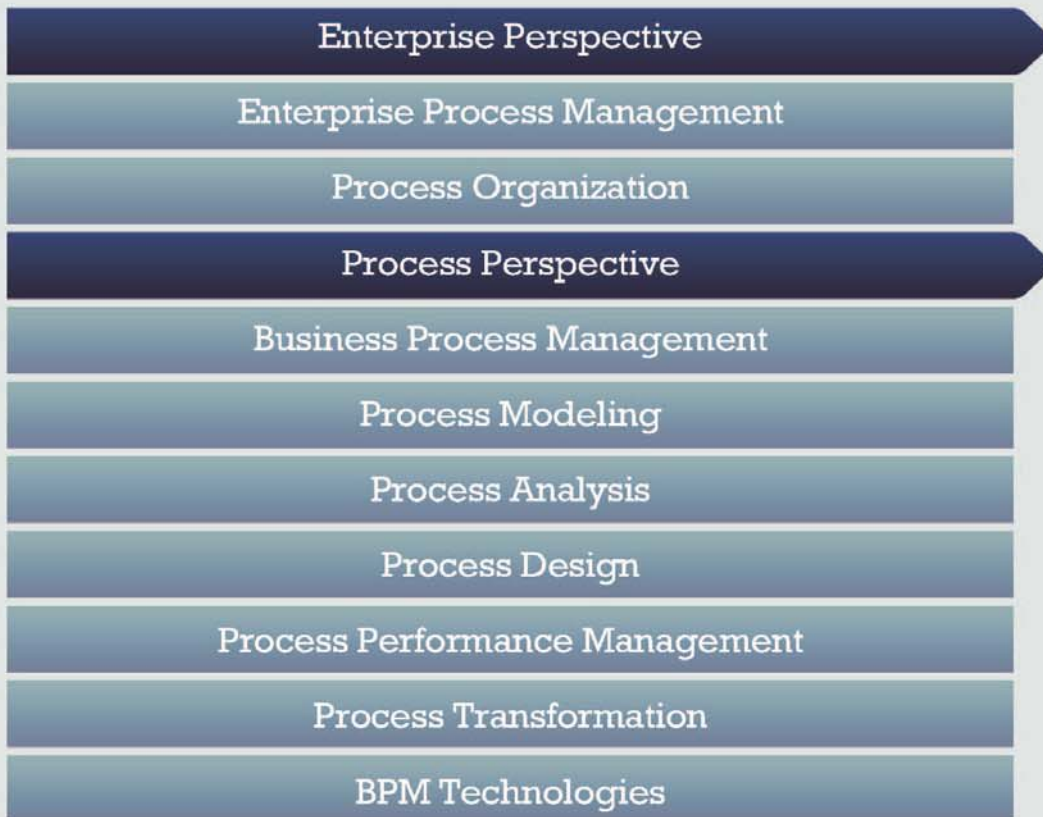 Enterprise Perspective
Enterprise Process Management
Process Organization
Process Perspective
Business Process Management
Process Modeling
Process Analysis
Process Design
Process Performance Management
Process Transformation
BPM Technologies